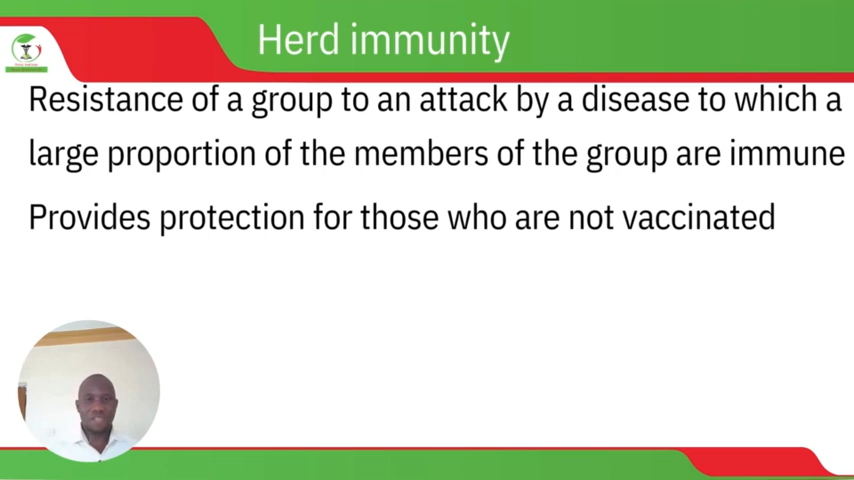 Herd immunity
Resistance of a group to an attack by a disease to which a
large proportion of the members of the group are immune
Provides protection for those who are not vaccinated